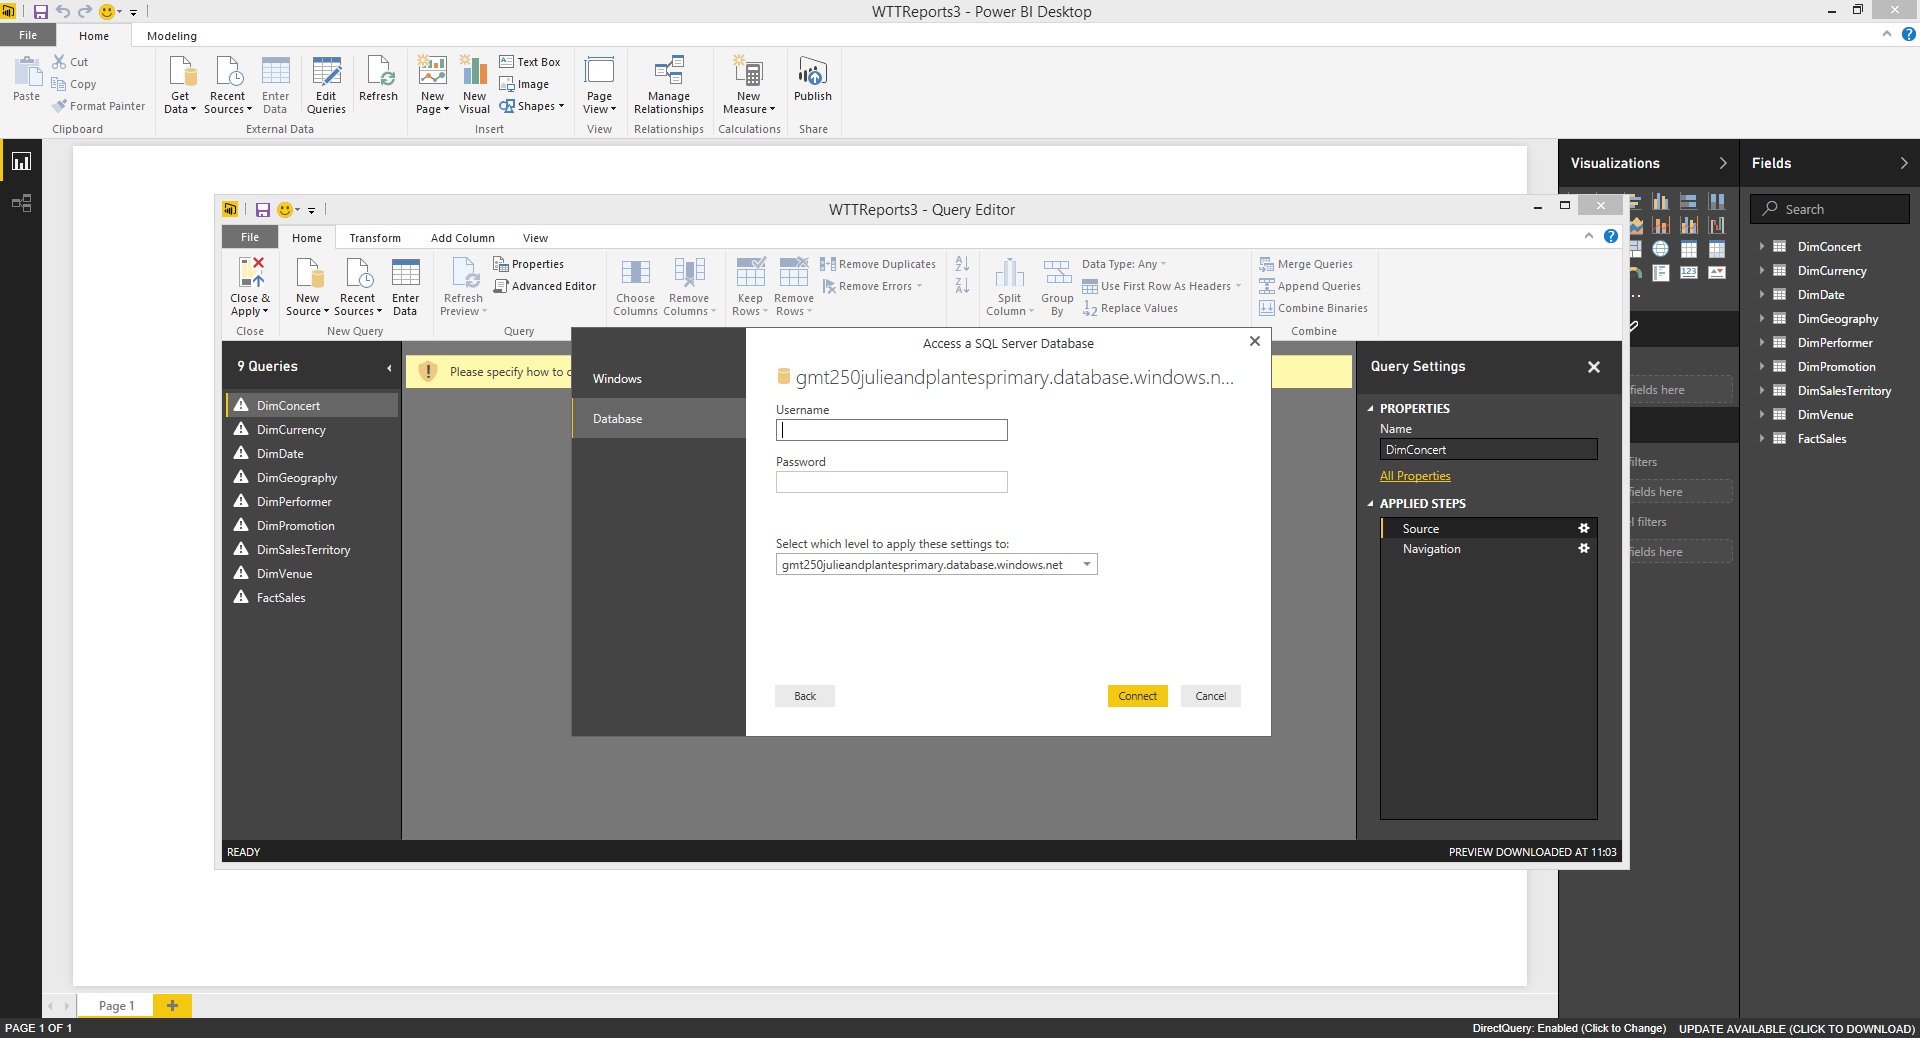 WTTReports3 - Power BI Desktop
File
Home
Modeling
Paste
Cut
Copy
Format Painter
Clipboard
Get Data
Recent Sources
Enter Data
Edit Queries
Refresh
External Data
New Page
New Visual
Text Box
Image
Shapes
Insert
Page View
View
Manage Relationships
Relationships
New Measure
Calculations
Publish
Share
Visualizations
Fields
Search
DimConcert
DimCurrency
DimDate
DimGeography
DimPerformer
DimPromotion
DimSalesTerritory
DimVenue
FactSales
WTTReports3 - Query Editor
File
Home
Transform
Add Column
View
Close & Apply
Close
New Source
Recent Sources
Enter Data
New Query
Refresh Preview
Properties
Advanced Editor
Query
Choose Columns
Remove Columns
Keep Rows
Remove Rows
Remove Duplicates
Remove Errors
Split Column
Group By
Data Type: Any
Use First Row As Headers
Replace Values
Merge Queries
Append Queries
Combine Binaries
Combine
9 Queries
DimConcert
DimCurrency
DimDate
DimGeography
DimPerformer
DimPromotion
DimSalesTerritory
DimVenue
FactSales
Please specify how to
Windows
Database
Access a SQL Server Database
gmt250julieandplantesprimary.database.windows.n...
Username
Password
Select which level to apply these settings to:
gmt250julieandplantesprimary.database.windows.net
Back
Connect
Cancel
Query Settings
PROPERTIES
Name
DimConcert
All Properties
APPLIED STEPS
Source
Navigation
fields here
filters
fields here
filters
fields here
READY
PREVIEW DOWNLOADED AT 11:03
Page 1
PAGE 1 OF 1
DirectQuery: Enabled (Click to Change)
UPDATE AVAILABLE (CLICK TO DOWNLOAD)